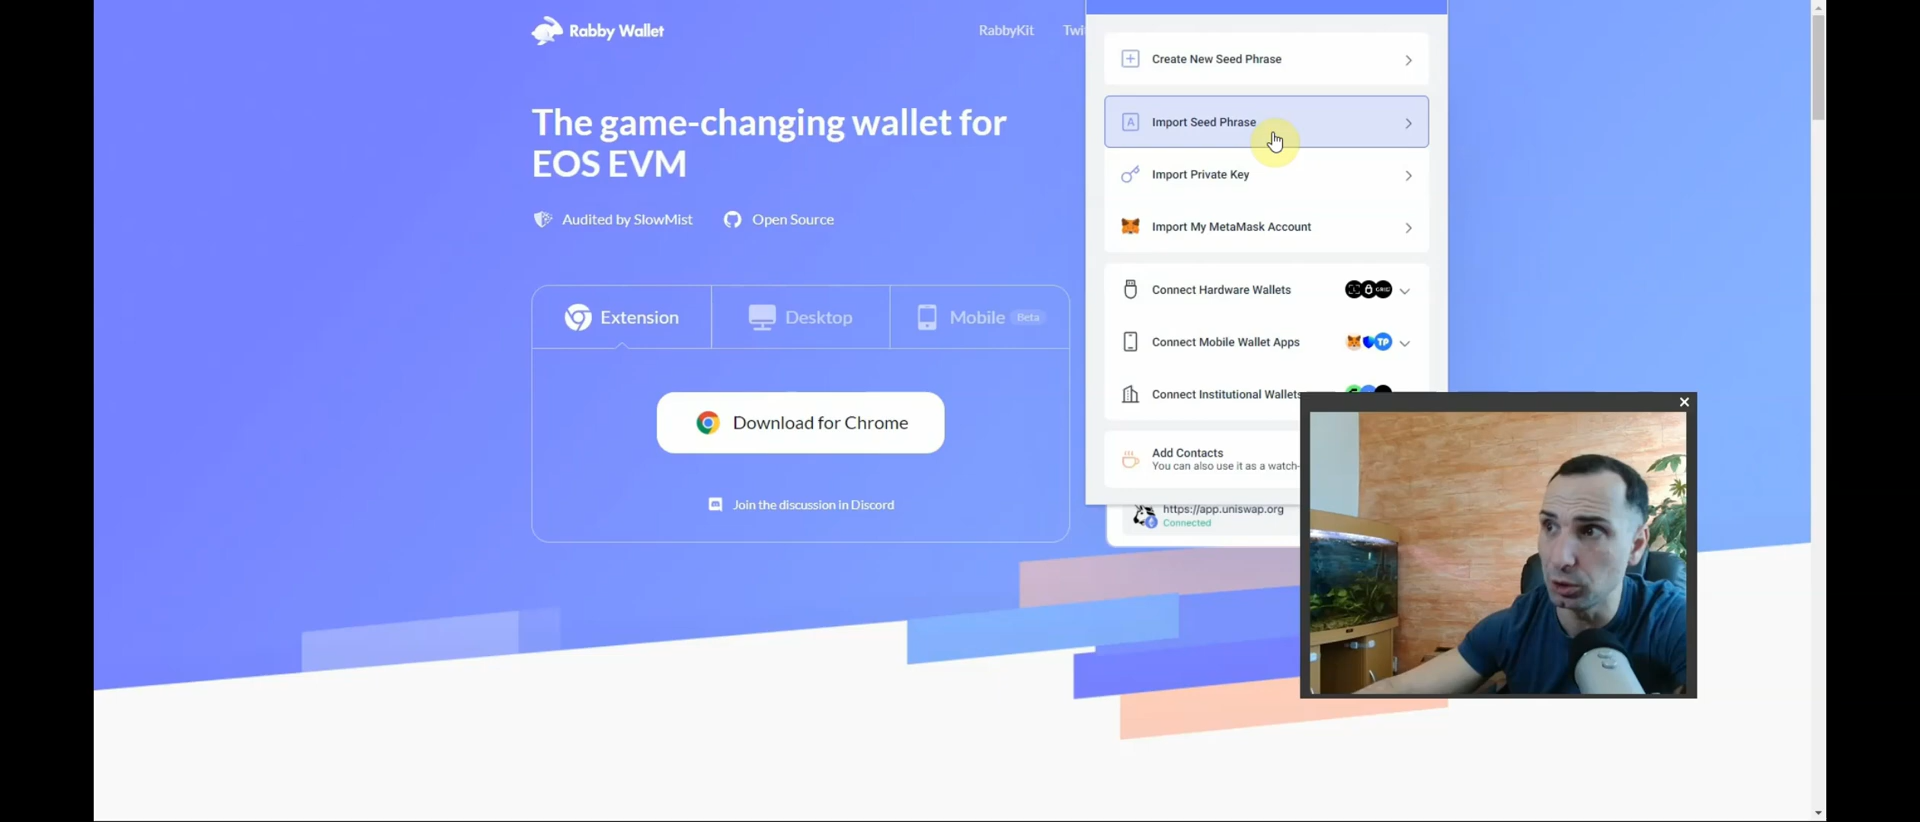 Rabby Wallet
RabbyKit
The game-changing wallet for
EOS EVM
Audited by SlowMist
Open Source
Extension
Desktop
Mobile Beta
Download for Chrome
Join the discussion in Discord
Create New Seed Phrase
A
Import Seed Phrase
Import Private Key
Import My MetaMask Account
Connect Hardware Wallets
Connect Mobile Wallet Apps
TP
Connect Institutional Wallets
Add Contacts
You can also use it as a watch-
https://app.uniswap.org
Connected